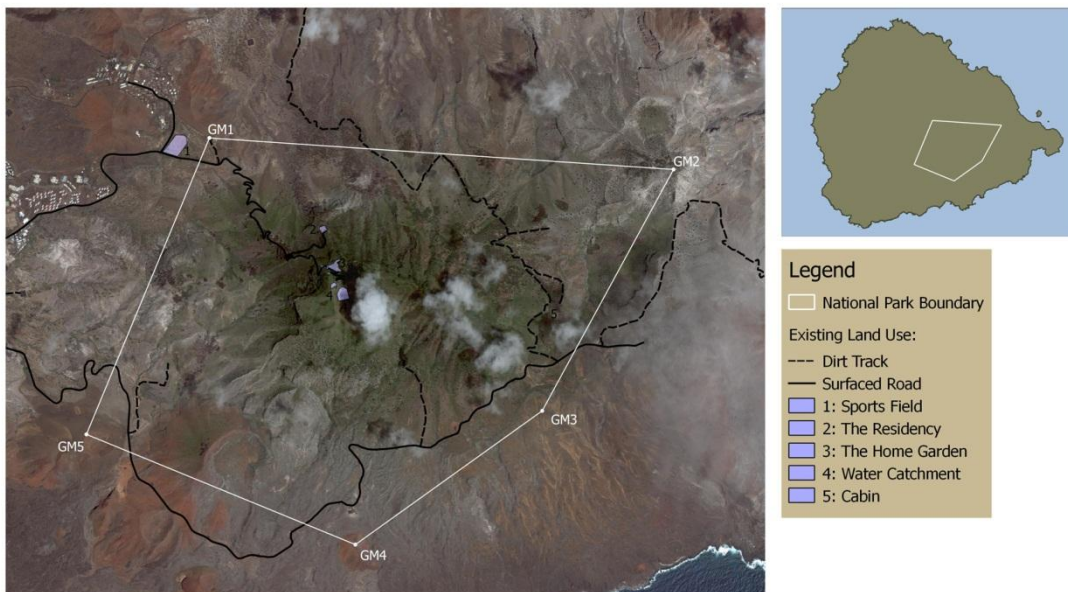 GM1
GM2
GM3
GM5
GM4
Legend
National Park Boundary
Existing Land Use:
Dirt Track
Surfaced Road
1: Sports Field
2: The Residency
3: The Home Garden
4: Water Catchment
5: Cabin